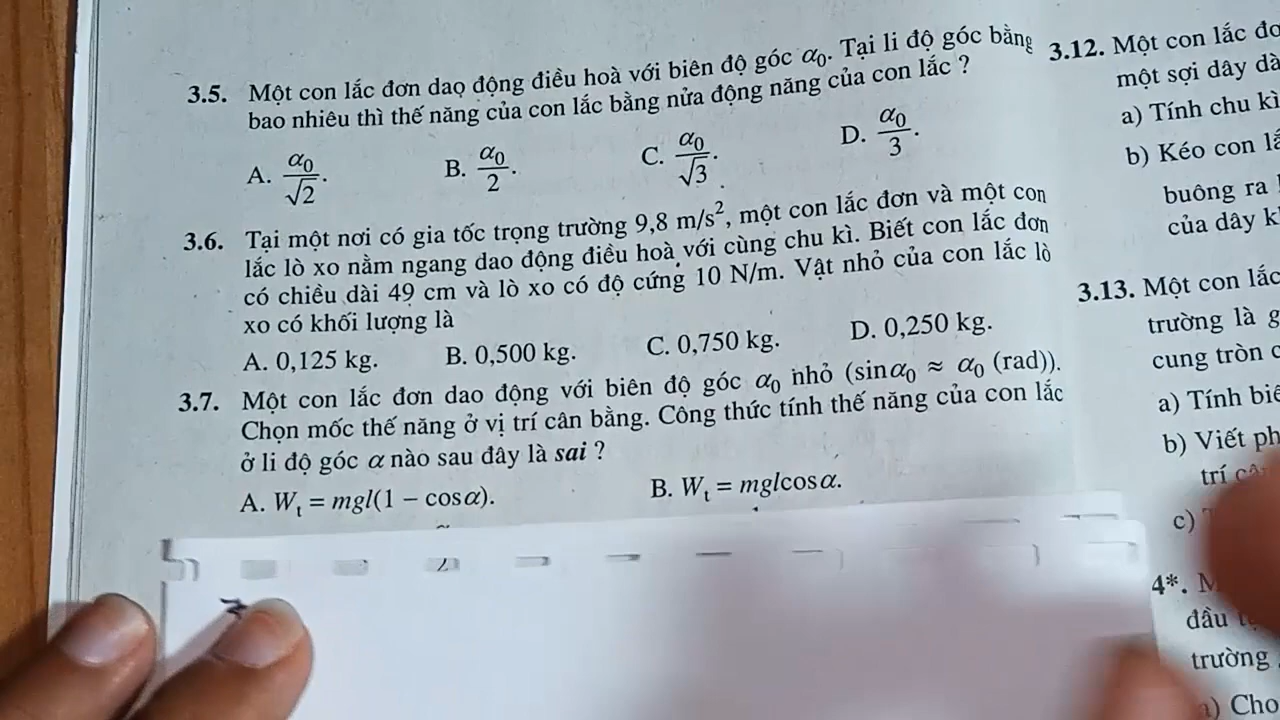 3.5. Một con lắc đơn dao động điều hoà với biên độ góc α₀. Tại li độ góc bằng
bao nhiêu thì thế năng của con lắc bằng nửa động năng của con lắc ?
A. α₀/√2. B. α₀/2. C. α₀/√3. D. α₀/3.
3.6. Tại một nơi có gia tốc trọng trường 9,8 m/s², một con lắc đơn và một con
lắc lò xo nằm ngang dao động điều hoà với cùng chu kì. Biết con lắc đơn
có chiều dài 49 cm và lò xo có độ cứng 10 N/m. Vật nhỏ của con lắc lò
xo có khối lượng là
A. 0,125 kg. B. 0,500 kg. C. 0,750 kg. D. 0,250 kg.
3.7. Một con lắc đơn dao động với biên độ góc α₀ nhỏ (sinα₀ ≈ α₀ (rad)).
Chọn mốc thế năng ở vị trí cân bằng. Công thức tính thế năng của con lắc
ở li độ góc α nào sau đây là sai ?
A. Wₜ = mgl(1 − cosα). B. Wₜ = mglcosα.
3.12. Một con lắc
một sợi dây
a) Tính chu kì
b) Kéo con
buông ra
của dây
3.13. Một con lắc
trường là
cung tròn
a) Tính
b) Viết
trí
c)
4*.
đầu
trường
Cho